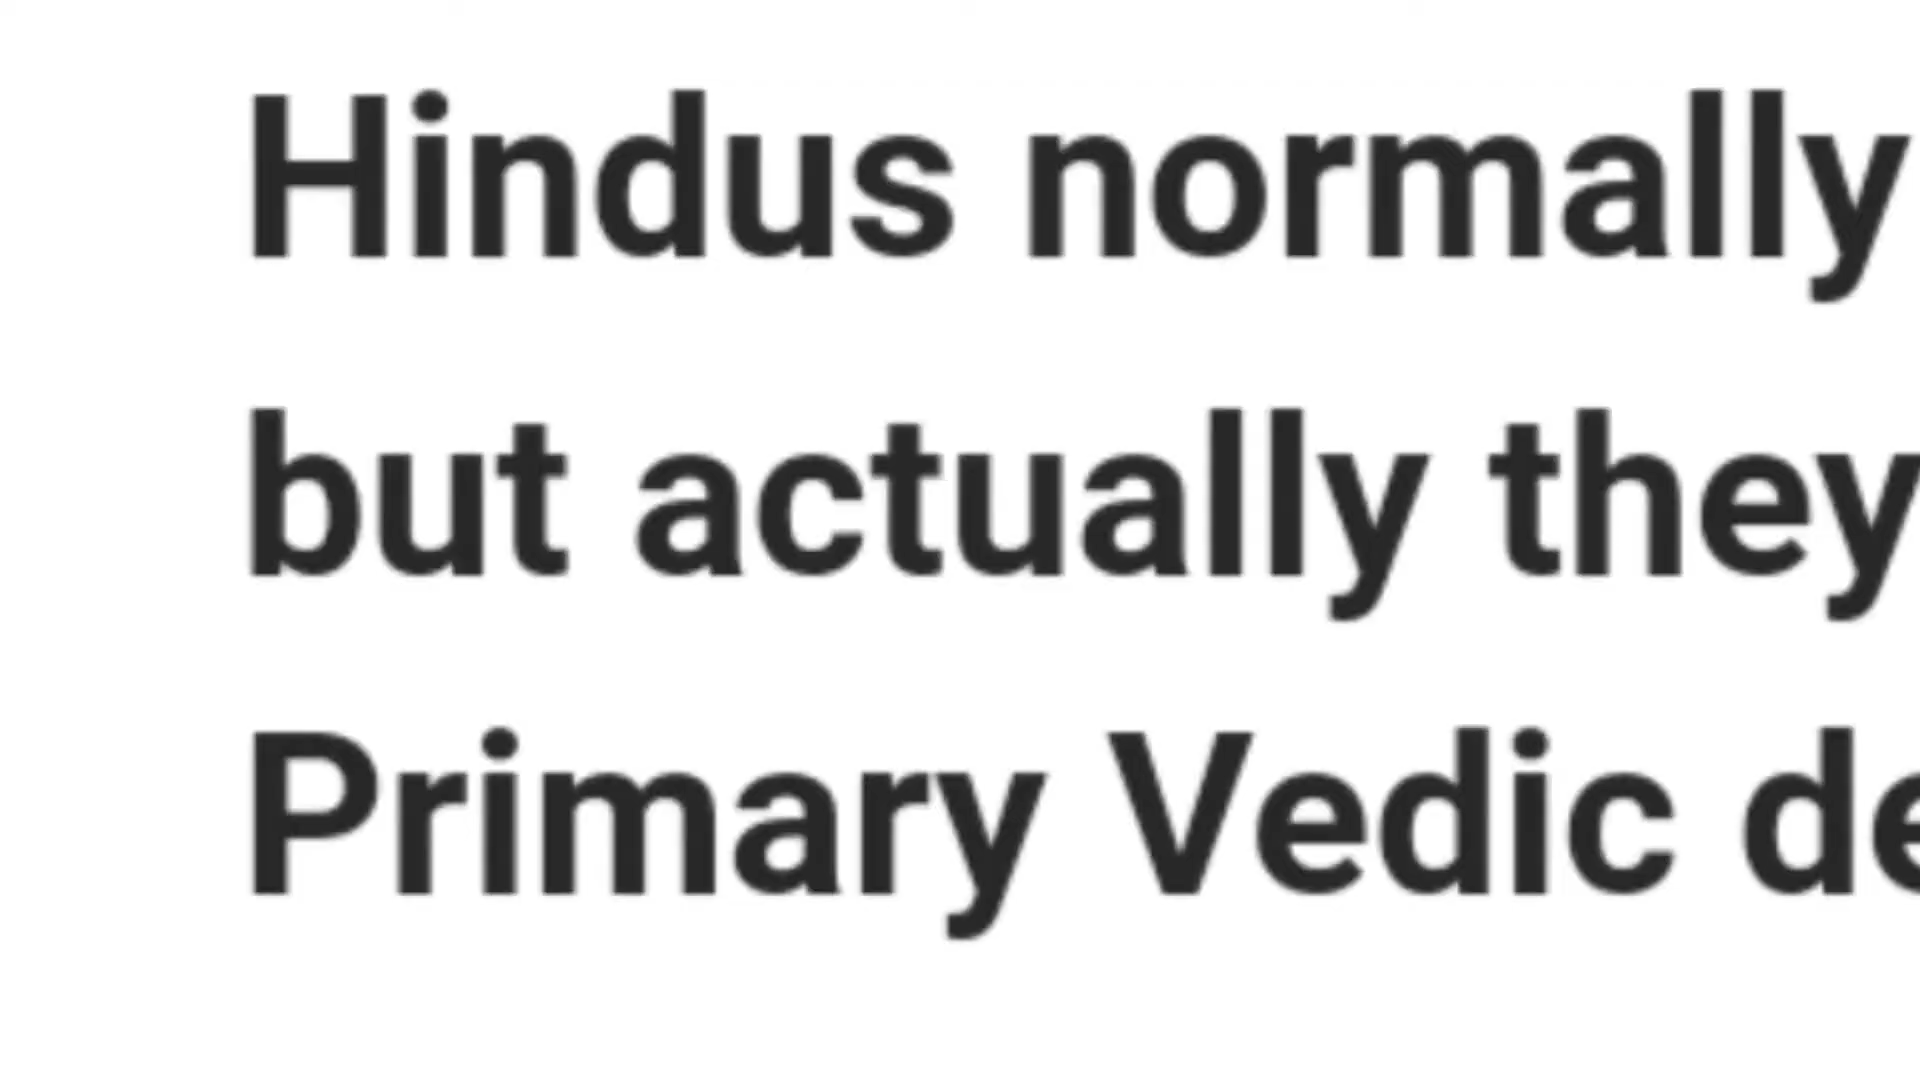 Hindus normally
but actually they
Primary Vedic